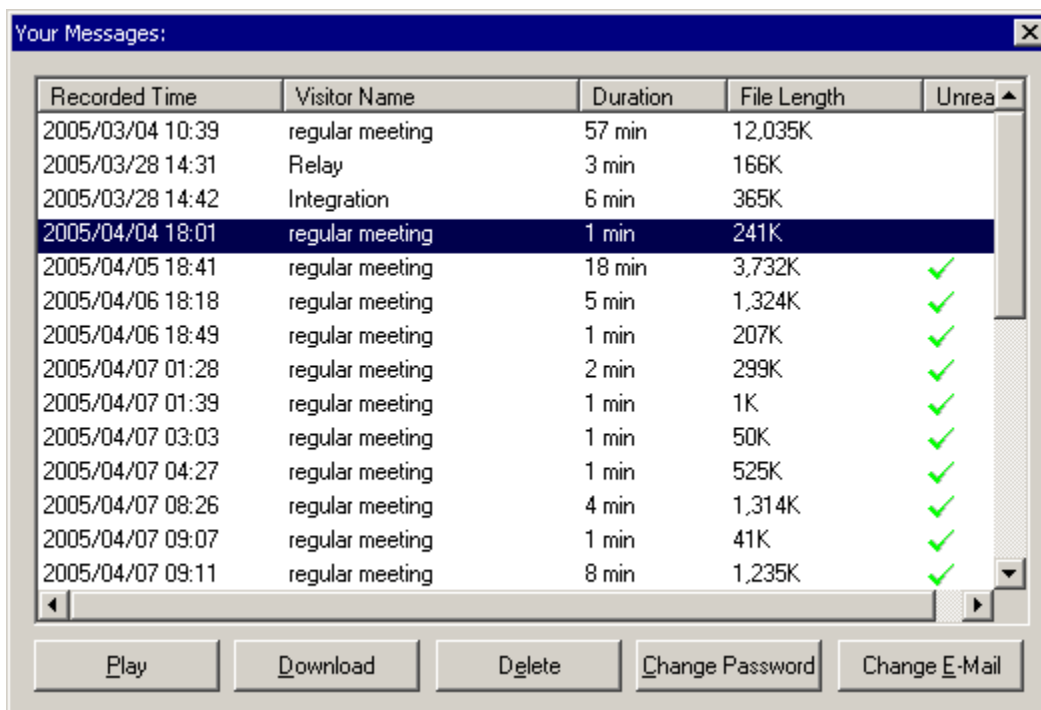 Your Messages:
Recorded Time Visitor Name Duration File Length Unrea
2005/03/04 10:39 regular meeting 57 min 12,035K
2005/03/28 14:31 Relay 3 min 166K
2005/03/28 14:42 Integration 6 min 365K
2005/04/04 18:01 regular meeting 1 min 241K
2005/04/05 18:41 regular meeting 18 min 3,732K
2005/04/06 18:18 regular meeting 5 min 1,324K
2005/04/06 18:49 regular meeting 1 min 207K
2005/04/07 01:28 regular meeting 2 min 299K
2005/04/07 01:39 regular meeting 1 min 1K
2005/04/07 03:03 regular meeting 1 min 50K
2005/04/07 04:27 regular meeting 1 min 525K
2005/04/07 08:26 regular meeting 4 min 1,314K
2005/04/07 09:07 regular meeting 1 min 41K
2005/04/07 09:11 regular meeting 8 min 1,235K
Play Download Delete Change Password Change E-Mail